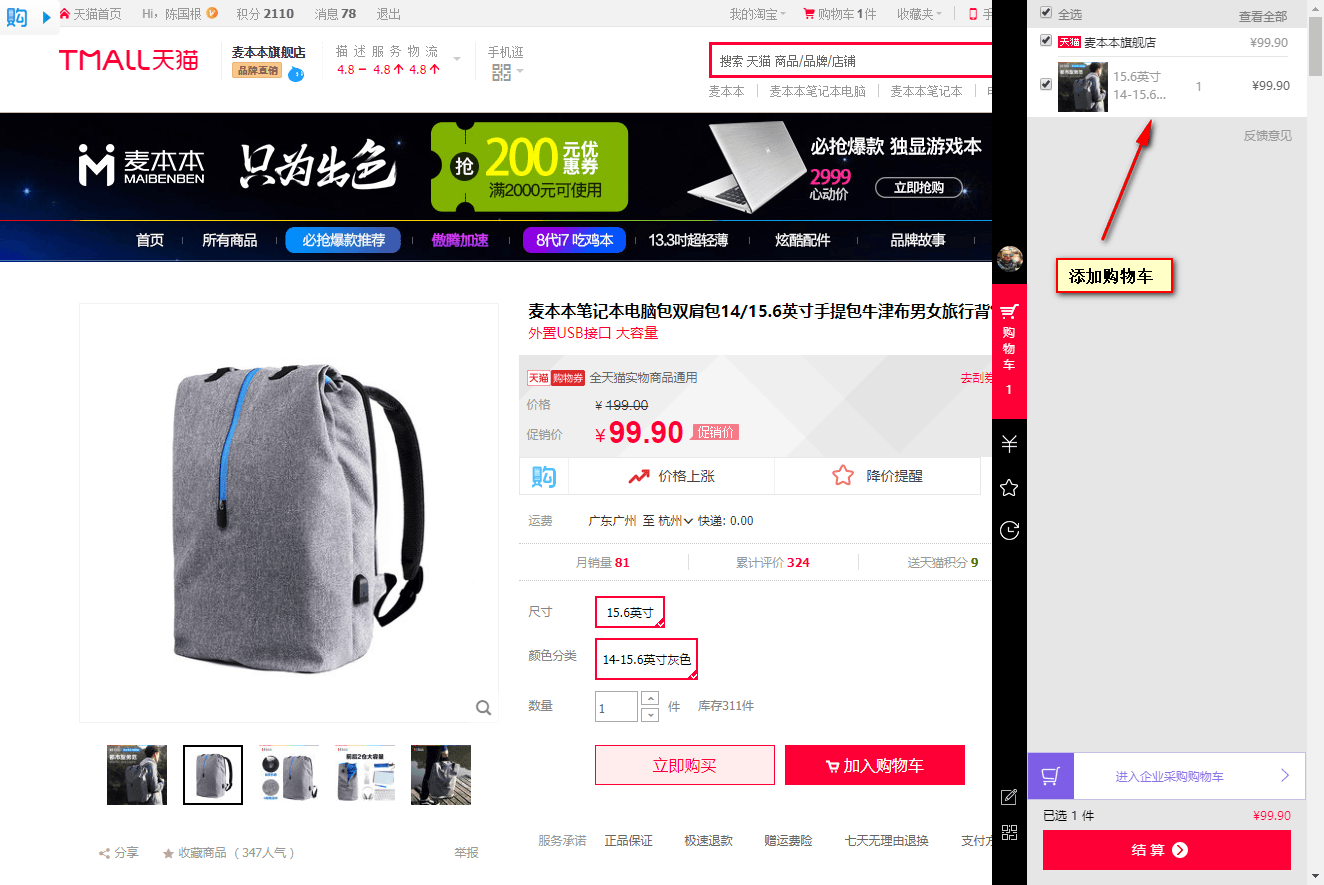 购
天猫首页 Hi，陈国根 积分 2110 消息 78 退出 我的淘宝 购物车 1 件 收藏夹 手
TMALL天猫
麦本本旗舰店
品牌直销
描 述 服 务 物 流
4.8 4.8 4.8
手机逛
搜索 天猫 商品/品牌/店铺
麦本本 麦本本笔记本电脑 麦本本笔记本
麦本本
MAIBENBEN
只为出色
抢
200 元优惠券
满2000元可使用
必抢爆款 独显游戏本
2999
心动价
立即抢购
首页 所有商品 必抢爆款推荐 傲腾加速 8代i7 吃鸡本 13.3吋超轻薄 炫酷配件 品牌故事
麦本本笔记本电脑包双肩包14/15.6英寸手提包牛津布男女旅行背
外置USB接口 大容量
天猫 购物券 全天猫实物商品通用 去刮券
价格 ¥ 199.00
促销价 ¥ 99.90 促销价
购 价格上涨 降价提醒
运费 广东广州 至 杭州 快递: 0.00
月销量 81 累计评价 324 送天猫积分 9
尺寸 15.6英寸
颜色分类 14-15.6英寸灰色
数量 1 件 库存311件
立即购买 加入购物车
服务承诺 正品保证 极速退款 赠运费险 七天无理由退换 支付方
都市型男范
前后2仓大容量
分享 收藏商品 ( 347人气 ) 举报
购
物
车
1
全选 查看全部
天猫 麦本本旗舰店 ¥99.90
15.6英寸
14-15.6... 1 ¥99.90
反馈意见
添加购物车
进入企业采购购物车
已选 1 件 ¥99.90
结 算